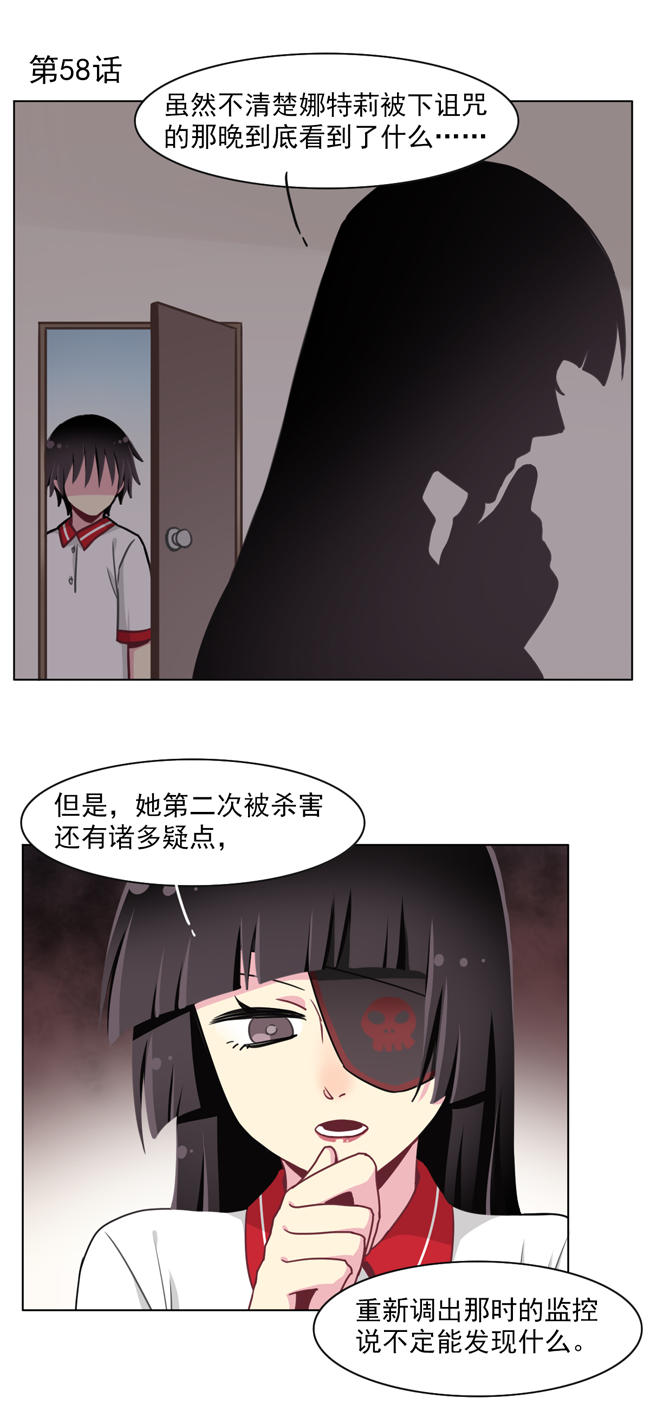 第58话
虽然不清楚娜特莉被下诅咒
的那晚到底看到了什么……
但是，她第二次被杀害
还有诸多疑点，
重新调出那时的监控
说不定能发现什么。